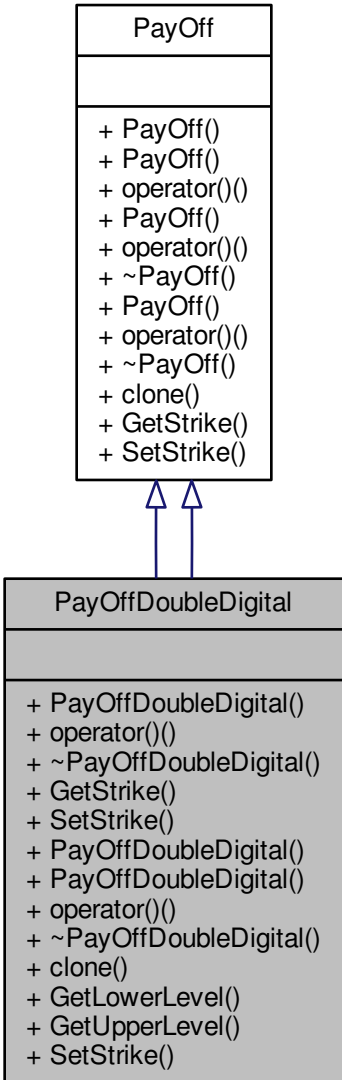 PayOff
+ PayOff()
+ PayOff()
+ operator()()
+ PayOff()
+ operator()()
+ ~PayOff()
+ PayOff()
+ operator()()
+ ~PayOff()
+ clone()
+ GetStrike()
+ SetStrike()
PayOffDoubleDigital
+ PayOffDoubleDigital()
+ operator()()
+ ~PayOffDoubleDigital()
+ GetStrike()
+ SetStrike()
+ PayOffDoubleDigital()
+ PayOffDoubleDigital()
+ operator()()
+ ~PayOffDoubleDigital()
+ clone()
+ GetLowerLevel()
+ GetUpperLevel()
+ SetStrike()